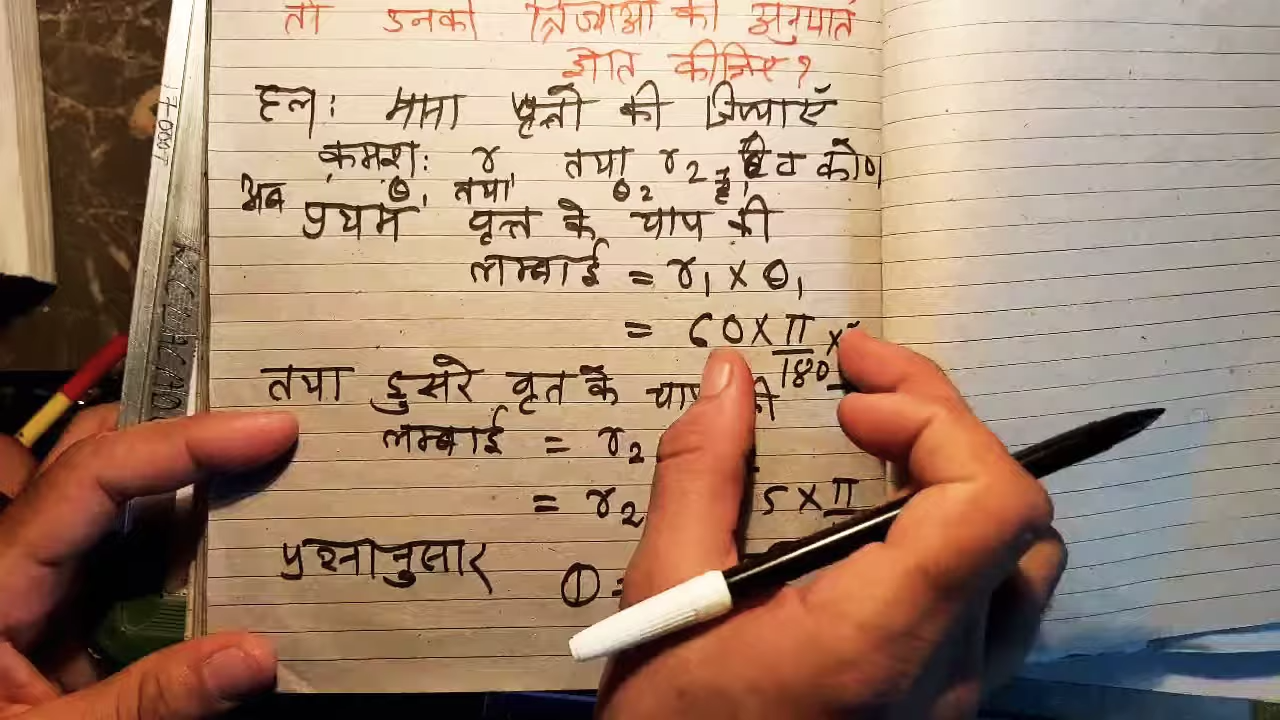 तो उनकी त्रिज्याओं का अनुपात
ज्ञात कीजिए ?
हल: माना वृत्तो की त्रिज्याएँ
क्रमश: r तथा r₂ है व कोण
θ₁ तथा θ₂ है।
अब प्रथम वृत्त के चाप की
लम्बाई = r₁ × θ₁
= 60 × π/180 ×
तथा दुसरे वृत के चाप की
लम्बाई = r₂
= r₂ 5 × π
प्रश्नानुसार ① =